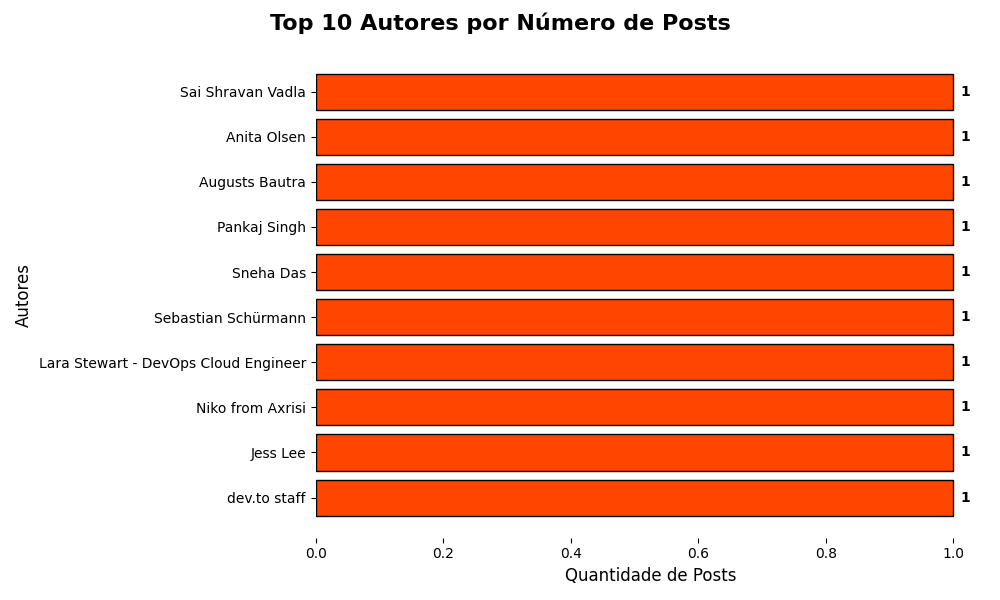 Top 10 Autores por Número de Posts
Autores
Sai Shravan Vadla 1
Anita Olsen 1
Augusts Bautra 1
Pankaj Singh 1
Sneha Das 1
Sebastian Schürmann 1
Lara Stewart - DevOps Cloud Engineer 1
Niko from Axrisi 1
Jess Lee 1
dev.to staff 1
0.0 0.2 0.4 0.6 0.8 1.0
Quantidade de Posts